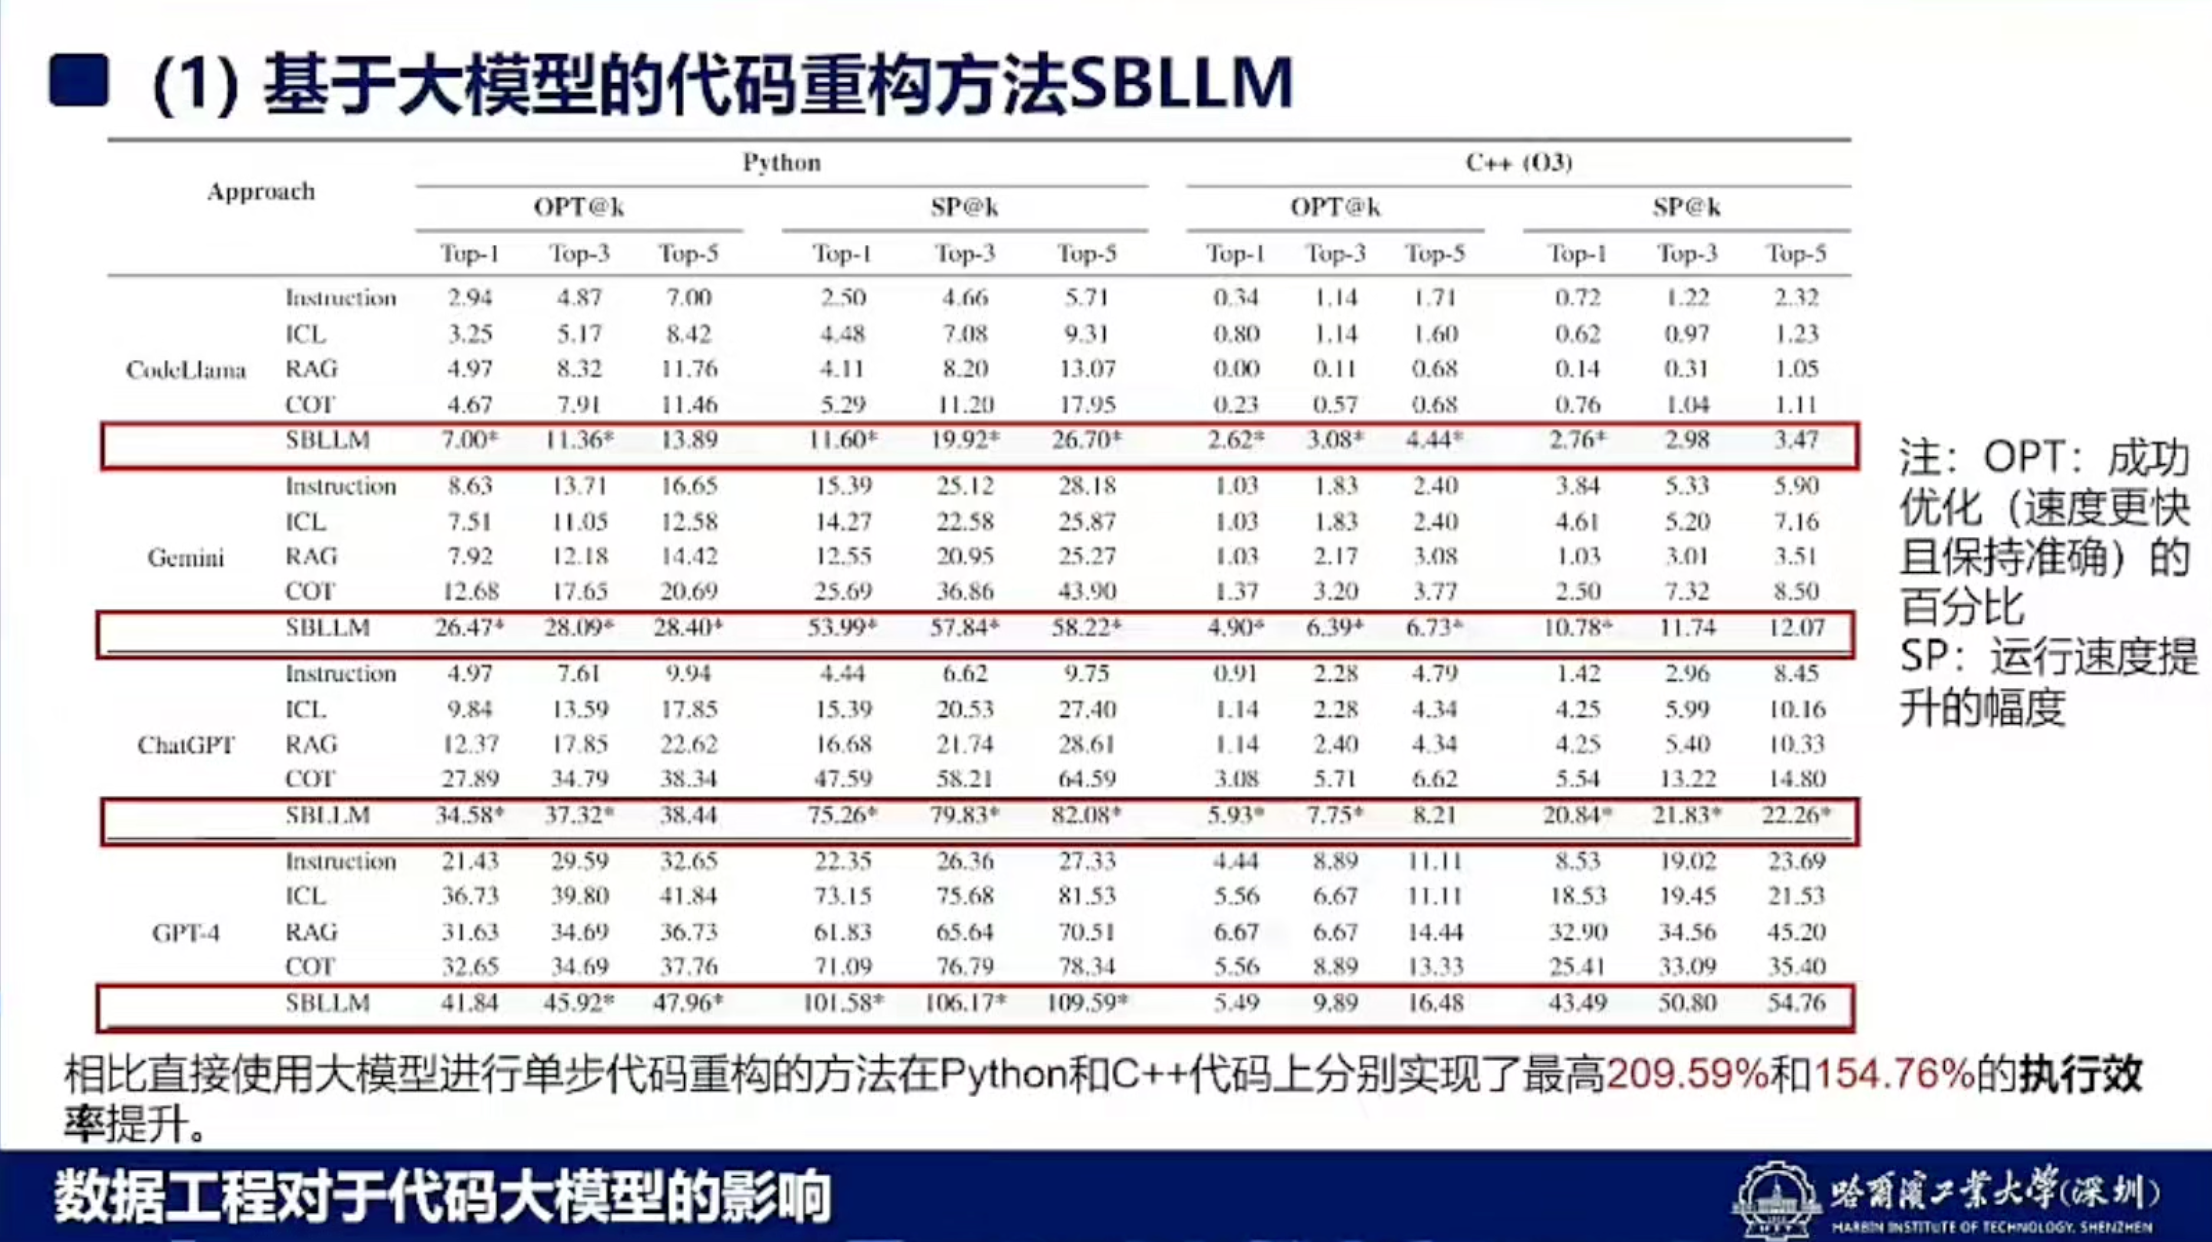 (1) 基于大模型的代码重构方法SBLLM
Python C++ (O3)
Approach
OPT@k SP@k OPT@k SP@k
Top-1 Top-3 Top-5 Top-1 Top-3 Top-5 Top-1 Top-3 Top-5 Top-1 Top-3 Top-5
Instruction 2.94 4.87 7.00 2.50 4.66 5.71 0.34 1.14 1.71 0.72 1.22 2.32
ICL 3.25 5.17 8.42 4.48 7.08 9.31 0.80 1.14 1.60 0.62 0.97 1.23
CodeLlama RAG 4.97 8.32 11.76 4.11 8.20 13.07 0.00 0.11 0.68 0.14 0.31 1.05
COT 4.67 7.91 11.46 5.29 11.20 17.95 0.23 0.57 0.68 0.76 1.04 1.11
SBLLM 7.00* 11.36* 13.89 11.60* 19.92* 26.70* 2.62* 3.08* 4.44* 2.76* 2.98 3.47
Instruction 8.63 13.71 16.65 15.39 25.12 28.18 1.03 1.83 2.40 3.84 5.33 5.90
ICL 7.51 11.05 12.58 14.27 22.58 25.87 1.03 1.83 2.40 4.61 5.20 7.16
Gemini RAG 7.92 12.18 14.42 12.55 20.95 25.27 1.03 2.17 3.08 1.03 3.01 3.51
COT 12.68 17.65 20.69 25.69 36.86 43.90 1.37 3.20 3.77 2.50 7.32 8.50
SBLLM 26.47* 28.09* 28.40* 53.99* 57.84* 58.22* 4.90* 6.39* 6.73* 10.78* 11.74 12.07
Instruction 4.97 7.61 9.94 4.44 6.62 9.75 0.91 2.28 4.79 1.42 2.96 8.45
ICL 9.84 13.59 17.85 15.39 20.53 27.40 1.14 2.28 4.34 4.25 5.99 10.16
ChatGPT RAG 12.37 17.85 22.62 16.68 21.74 28.61 1.14 2.40 4.34 4.25 5.40 10.33
COT 27.89 34.79 38.34 47.59 58.21 64.59 3.08 5.71 6.62 5.54 13.22 14.80
SBLLM 34.58* 37.32* 38.44 75.26* 79.83* 82.08* 5.93* 7.75* 8.21 20.84* 21.83* 22.26*
Instruction 21.43 29.59 32.65 22.35 26.36 27.33 4.44 8.89 11.11 8.53 19.02 23.69
ICL 36.73 39.80 41.84 73.15 75.68 81.53 5.56 6.67 11.11 18.53 19.45 21.53
GPT-4 RAG 31.63 34.69 36.73 61.83 65.64 70.51 6.67 6.67 14.44 32.90 34.56 45.20
COT 32.65 34.69 37.76 71.09 76.79 78.34 5.56 8.89 13.33 25.41 33.09 35.40
SBLLM 41.84 45.92* 47.96* 101.58* 106.17* 109.59* 5.49 9.89 16.48 43.49 50.80 54.76
注：OPT：成功
优化（速度更快
且保持准确）的
百分比
SP：运行速度提
升的幅度
相比直接使用大模型进行单步代码重构的方法在Python和C++代码上分别实现了最高209.59%和154.76%的执行效
率提升。
数据工程对于代码大模型的影响
哈爾濱工業大學(深圳)
HARBIN INSTITUTE OF TECHNOLOGY, SHENZHEN